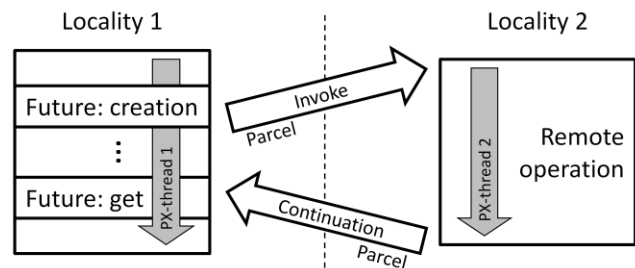 Locality 1
Locality 2
Future: creation
⋮
Future: get
PX-thread 1
Invoke
Parcel
Continuation
Parcel
PX-thread 2
Remote
operation